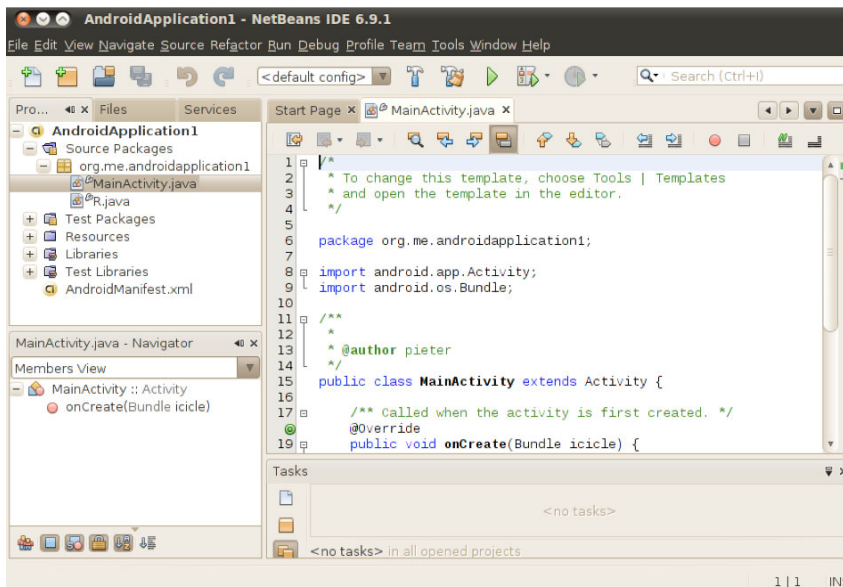 AndroidApplication1 - NetBeans IDE 6.9.1
File Edit View Navigate Source Refactor Run Debug Profile Team Tools Window Help
<default config>
Search (Ctrl+I)
Pro... Files Services
AndroidApplication1
Source Packages
org.me.androidapplication1
MainActivity.java
R.java
Test Packages
Resources
Libraries
Test Libraries
AndroidManifest.xml
MainActivity.java - Navigator
Members View
MainActivity :: Activity
onCreate(Bundle icicle)
Start Page MainActivity.java
1 /*
2 * To change this template, choose Tools | Templates
3 * and open the template in the editor.
4 */
5
6 package org.me.androidapplication1;
7
8 import android.app.Activity;
9 import android.os.Bundle;
10
11 /**
12 *
13 * @author pieter
14 */
15 public class MainActivity extends Activity {
16
17 /** Called when the activity is first created. */
@Override
19 public void onCreate(Bundle icicle) {
Tasks
<no tasks>
<no tasks> in all opened projects
1 | 1 IN